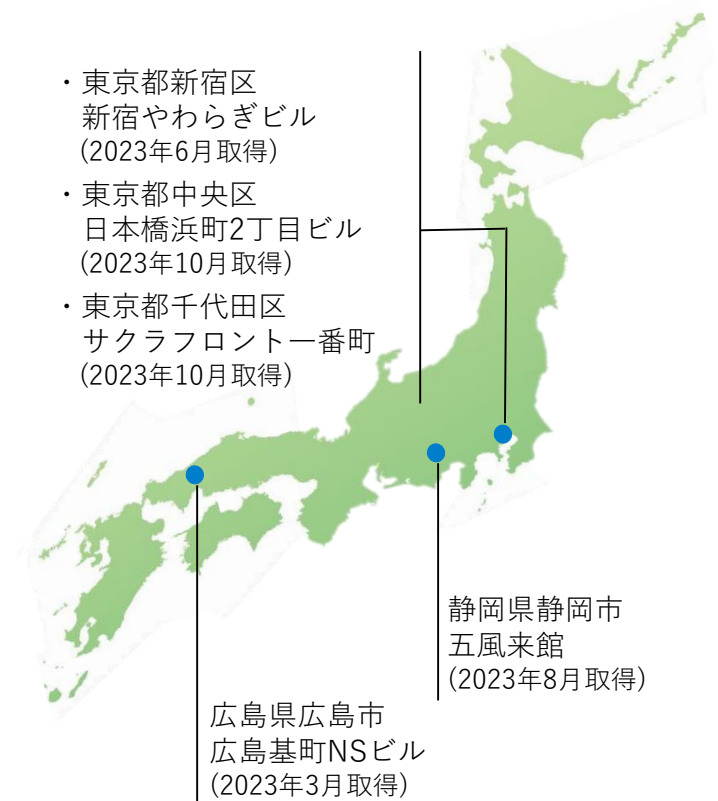 ・東京都新宿区
新宿やわらぎビル
(2023年6月取得)
・東京都中央区
日本橋浜町2丁目ビル
(2023年10月取得)
・東京都千代田区
サクラフロント一番町
(2023年10月取得)
静岡県静岡市
五風来館
(2023年8月取得)
広島県広島市
広島基町NSビル
(2023年3月取得)